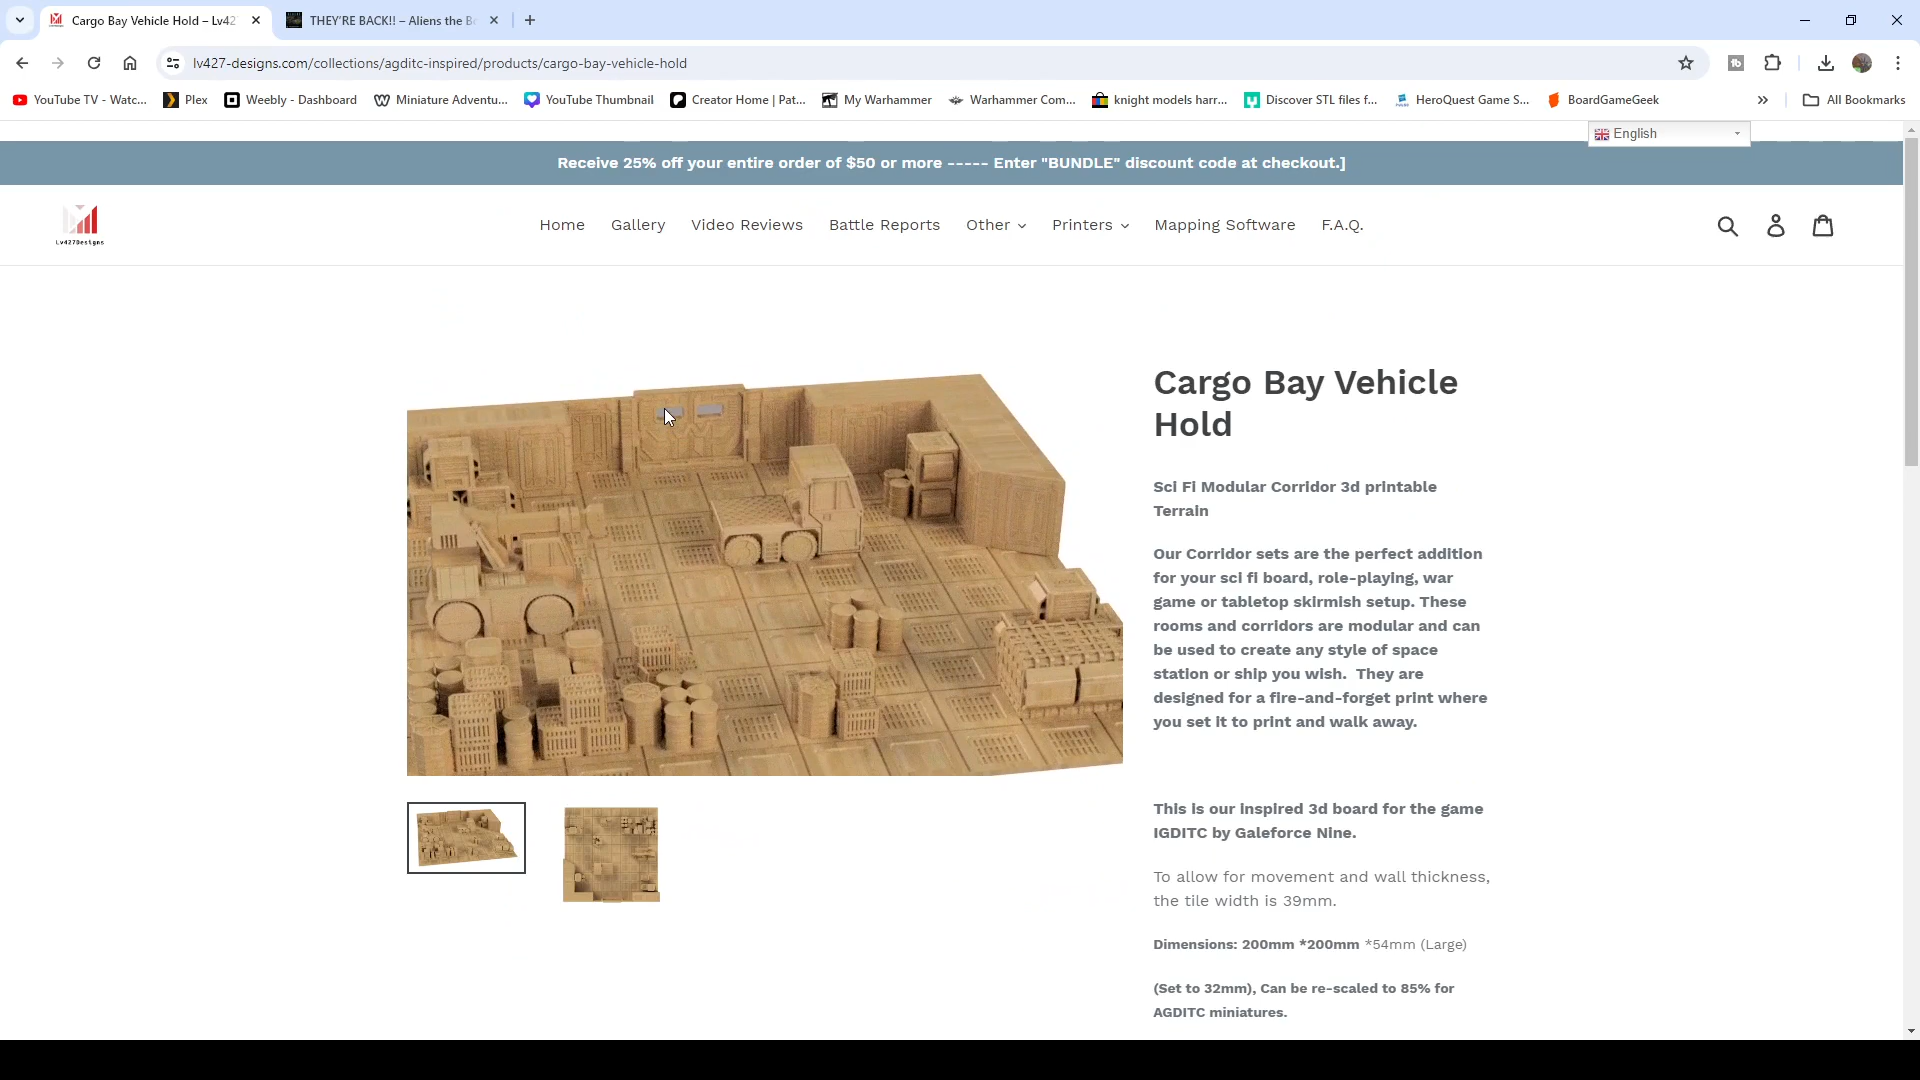 Cargo Bay Vehicle Hold – Lv42
THEY'RE BACK!! – Aliens the B
lv427-designs.com/collections/agditc-inspired/products/cargo-bay-vehicle-hold
YouTube TV - Watc...
Plex
Weebly - Dashboard
Miniature Adventu...
YouTube Thumbnail
Creator Home | Pat...
My Warhammer
Warhammer Com...
knight models harr...
Discover STL files f...
HeroQuest Game S...
BoardGameGeek
All Bookmarks
English
Receive 25% off your entire order of $50 or more ----- Enter "BUNDLE" discount code at checkout.]
Lv427Designs
Home
Gallery
Video Reviews
Battle Reports
Other
Printers
Mapping Software
F.A.Q.
Cargo Bay Vehicle
Hold
Sci Fi Modular Corridor 3d printable
Terrain
Our Corridor sets are the perfect addition
for your sci fi board, role-playing, war
game or tabletop skirmish setup. These
rooms and corridors are modular and can
be used to create any style of space
station or ship you wish. They are
designed for a fire-and-forget print where
you set it to print and walk away.
This is our inspired 3d board for the game
IGDITC by Galeforce Nine.
To allow for movement and wall thickness,
the tile width is 39mm.
Dimensions: 200mm *200mm *54mm (Large)
(Set to 32mm), Can be re-scaled to 85% for
AGDITC miniatures.